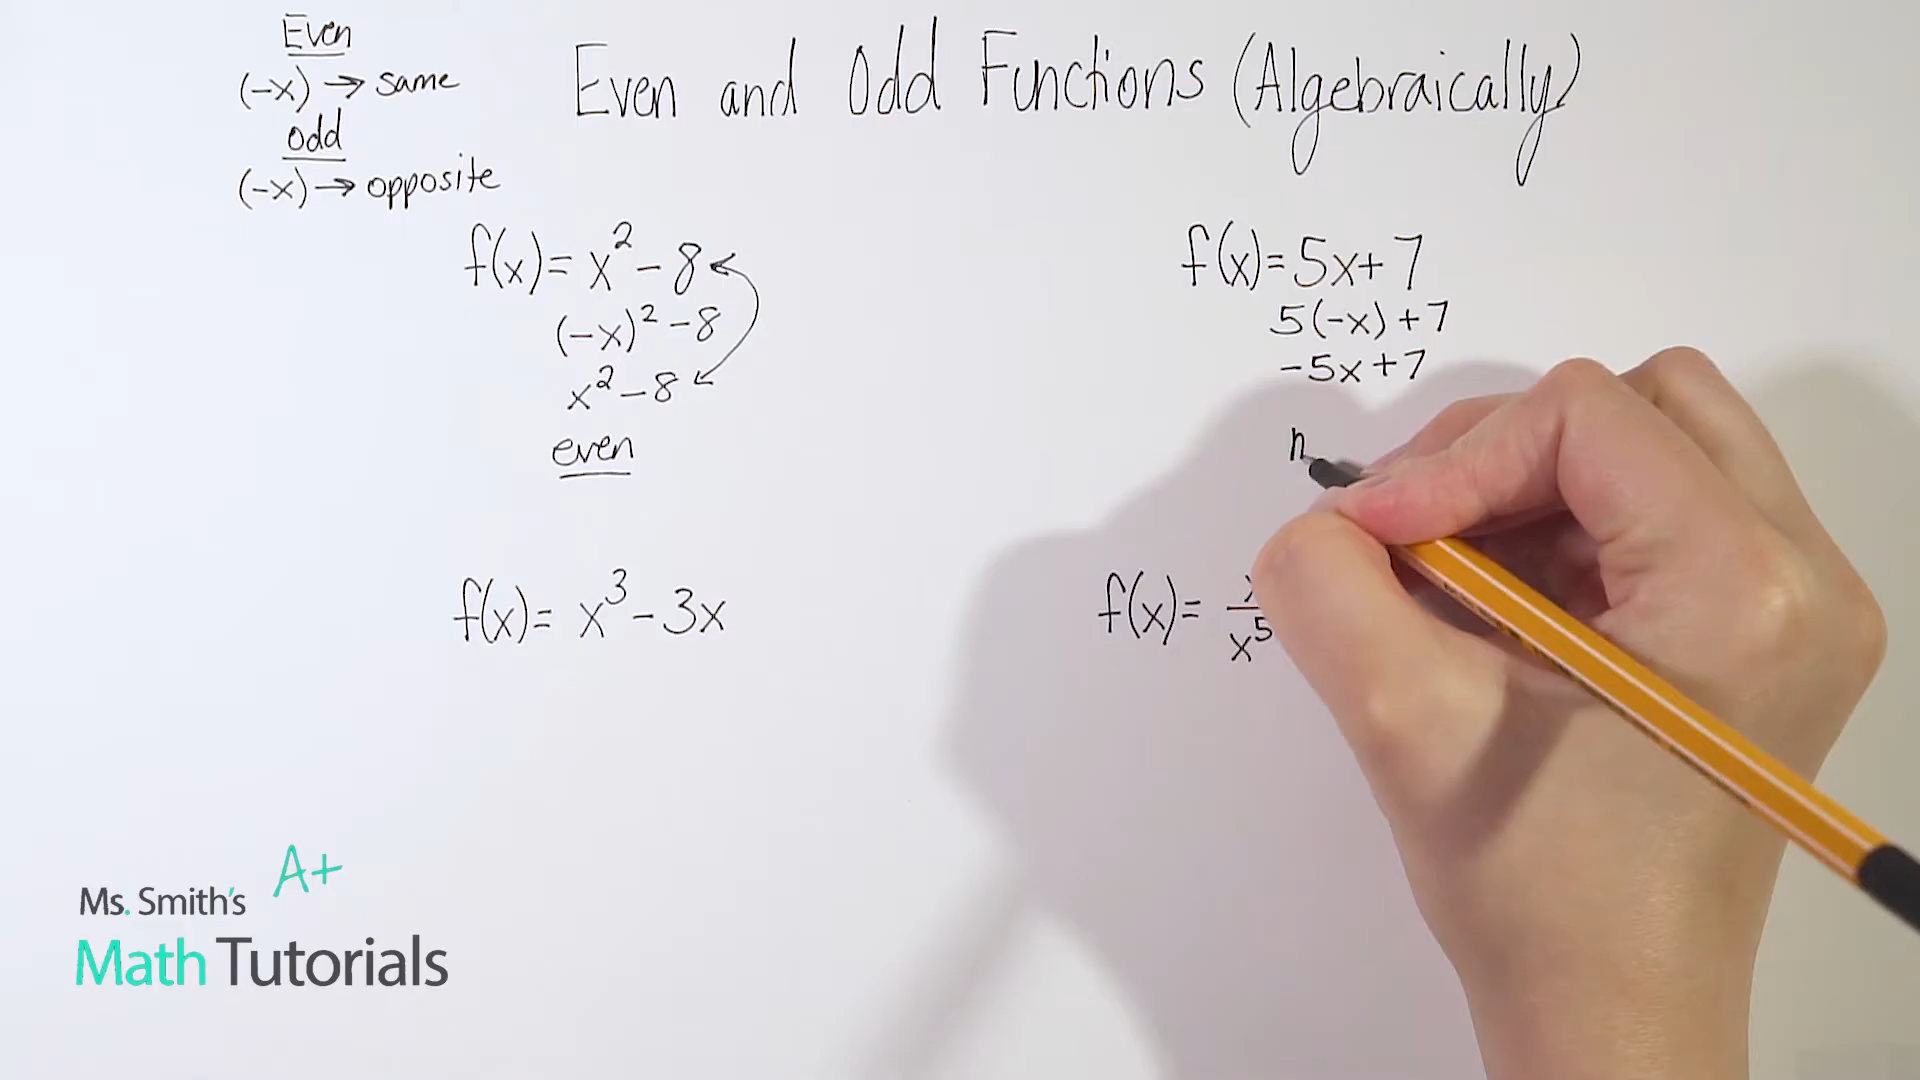 Even
(-x) → same
Odd
(-x) → opposite
Even and Odd Functions (Algebraically)
f(x) = x² - 8
(-x)² - 8
x² - 8
even
f(x) = 5x + 7
5(-x) + 7
-5x + 7
n
f(x) = x³ - 3x
f(x) =
x⁵
Ms. Smith's A+
Math Tutorials